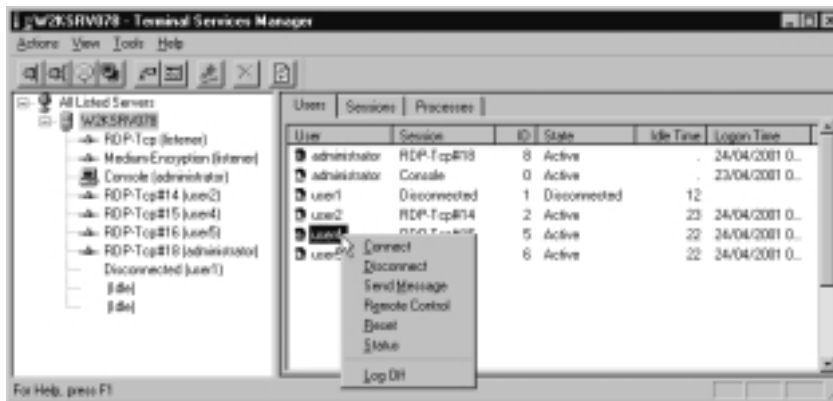 W2KSRV078 - Terminal Services Manager
Actions View Tools Help
All Listed Servers
W2KSRV078
RDP-Tcp (listener)
Medium-Encryption (listener)
Console (administrator)
RDP-Tcp#14 (user2)
RDP-Tcp#15 (user4)
RDP-Tcp#16 (user5)
RDP-Tcp#18 (administrator)
Disconnected (user1)
(Idle)
(Idle)
Users Sessions Processes
User Session ID State Idle Time Logon Time
administrator RDP-Tcp#18 8 Active . 24/04/2001 0...
administrator Console 0 Active . 23/04/2001 0...
user1 Disconnected 1 Disconnected 12
user2 RDP-Tcp#14 2 Active 23 24/04/2001 0...
5 Active 22 24/04/2001 0...
6 Active 22 24/04/2001 0...
Connect
Disconnect
Send Message
Remote Control
Reset
Status
Log Off
For Help, press F1